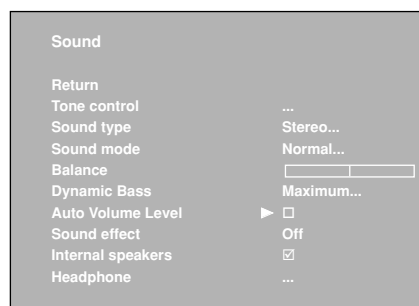 Sound
Return
Tone control ...
Sound type Stereo...
Sound mode Normal...
Balance
Dynamic Bass Maximum...
Auto Volume Level ▶ ☐
Sound effect Off
Internal speakers ☑
Headphone ...